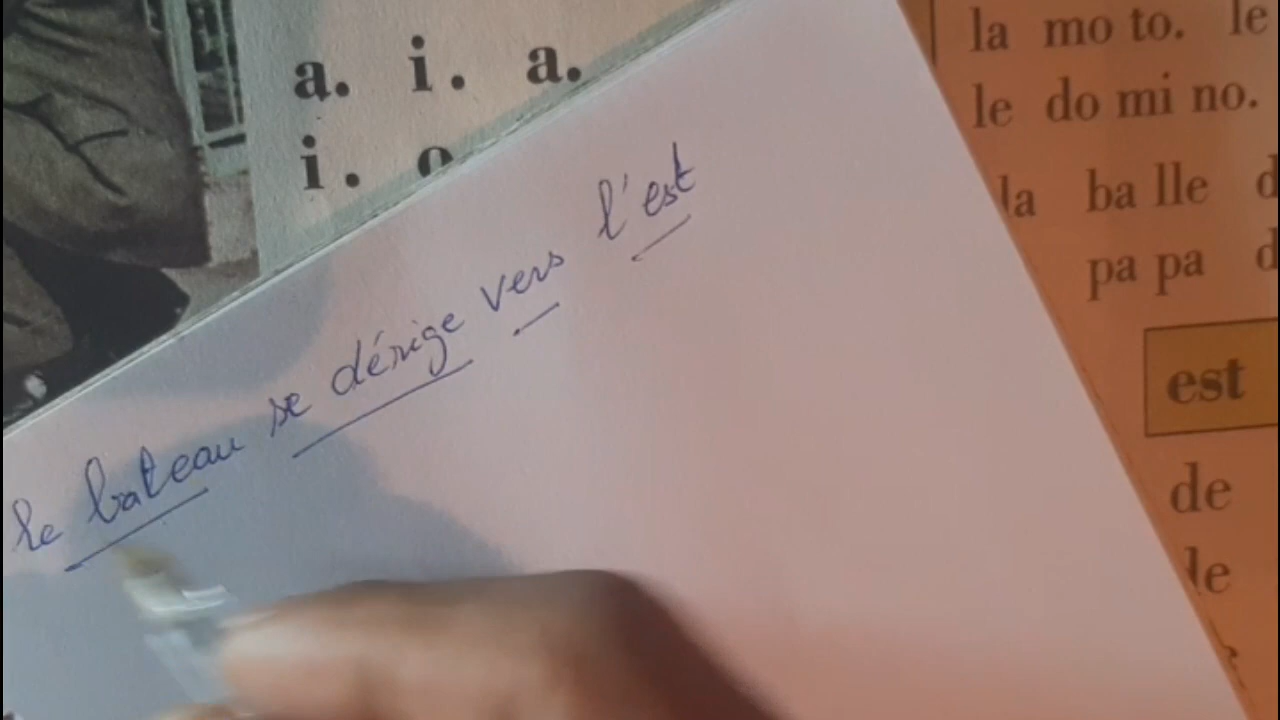 a. i. a.
i. o
le bateau se dérige vers l'est
la mo to. le
le do mi no.
la ba lle d
pa pa d
est
de
le